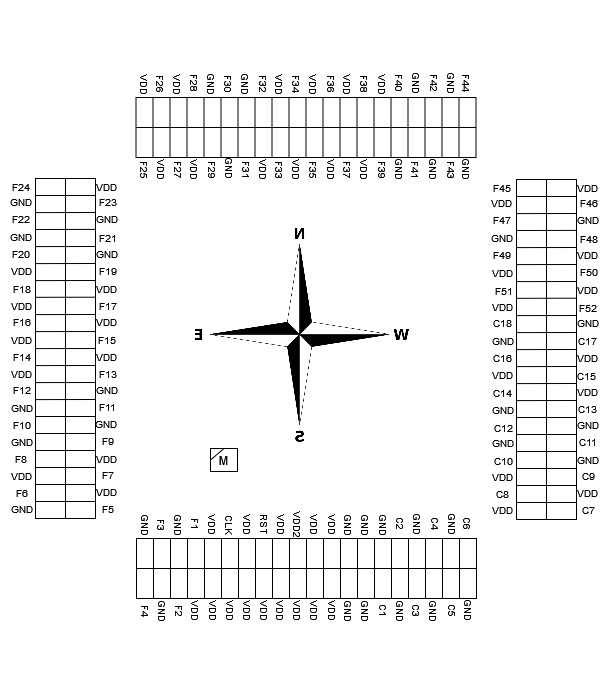 VDD F26 VDD F28 GND F30 GND F32 VDD F34 VDD F36 VDD F38 VDD F40 GND F42 GND F44
F25 VDD F27 VDD F29 GND F31 VDD F33 VDD F35 VDD F37 VDD F39 GND F41 GND F43 GND
F24 VDD F45 VDD
GND F23 VDD F46
F22 GND F47 GND
GND F21 GND F48
F20 GND F49 VDD
VDD F19 VDD F50
F18 VDD F51 VDD
VDD F17 VDD F52
F16 VDD C18 GND
VDD F15 GND C17
F14 VDD C16 VDD
VDD F13 VDD C15
F12 GND C14 VDD
GND F11 GND C13
F10 GND C12 GND
GND F9 GND C11
F8 VDD C10 GND
VDD F7 VDD C9
F6 VDD C8 VDD
GND F5 VDD C7
N
E W
S
M
GND F3 GND F1 VDD CLK VDD RST VDD VDD2 VDD VDD GND GND GND C2 GND C4 GND C6
F4 GND F2 VDD VDD VDD VDD VDD VDD VDD VDD VDD GND GND C1 GND C3 GND C5 GND